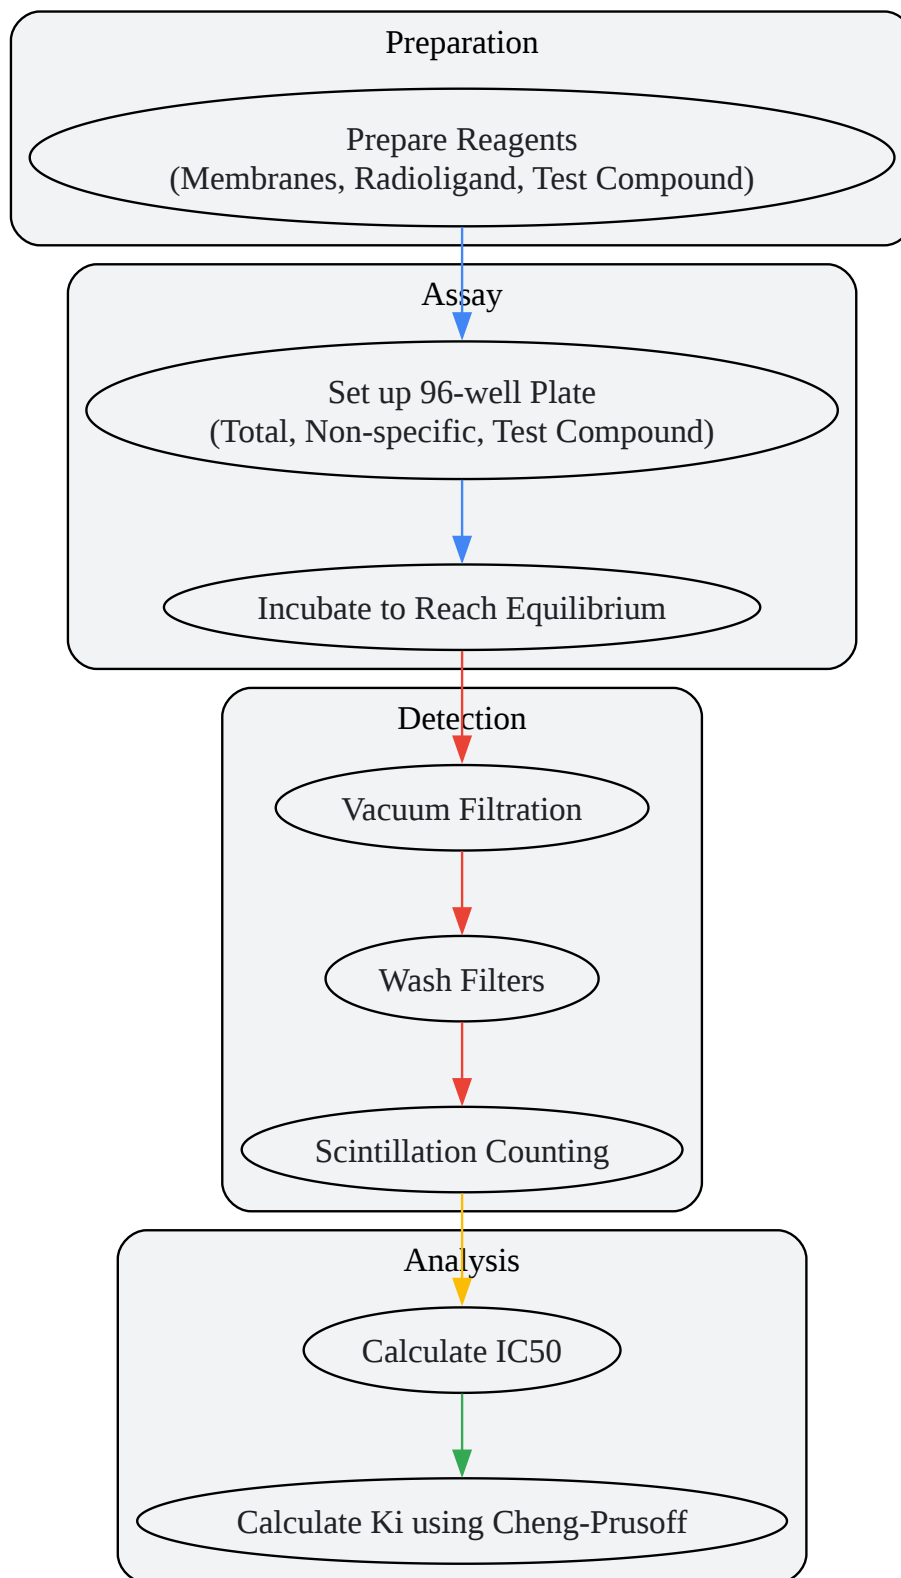 Preparation
Prepare Reagents
(Membranes, Radioligand, Test Compound)
Assay
Set up 96-well Plate
(Total, Non-specific, Test Compound)
Incubate to Reach Equilibrium
Detection
Vacuum Filtration
Wash Filters
Scintillation Counting
Analysis
Calculate IC50
Calculate Ki using Cheng-Prusoff